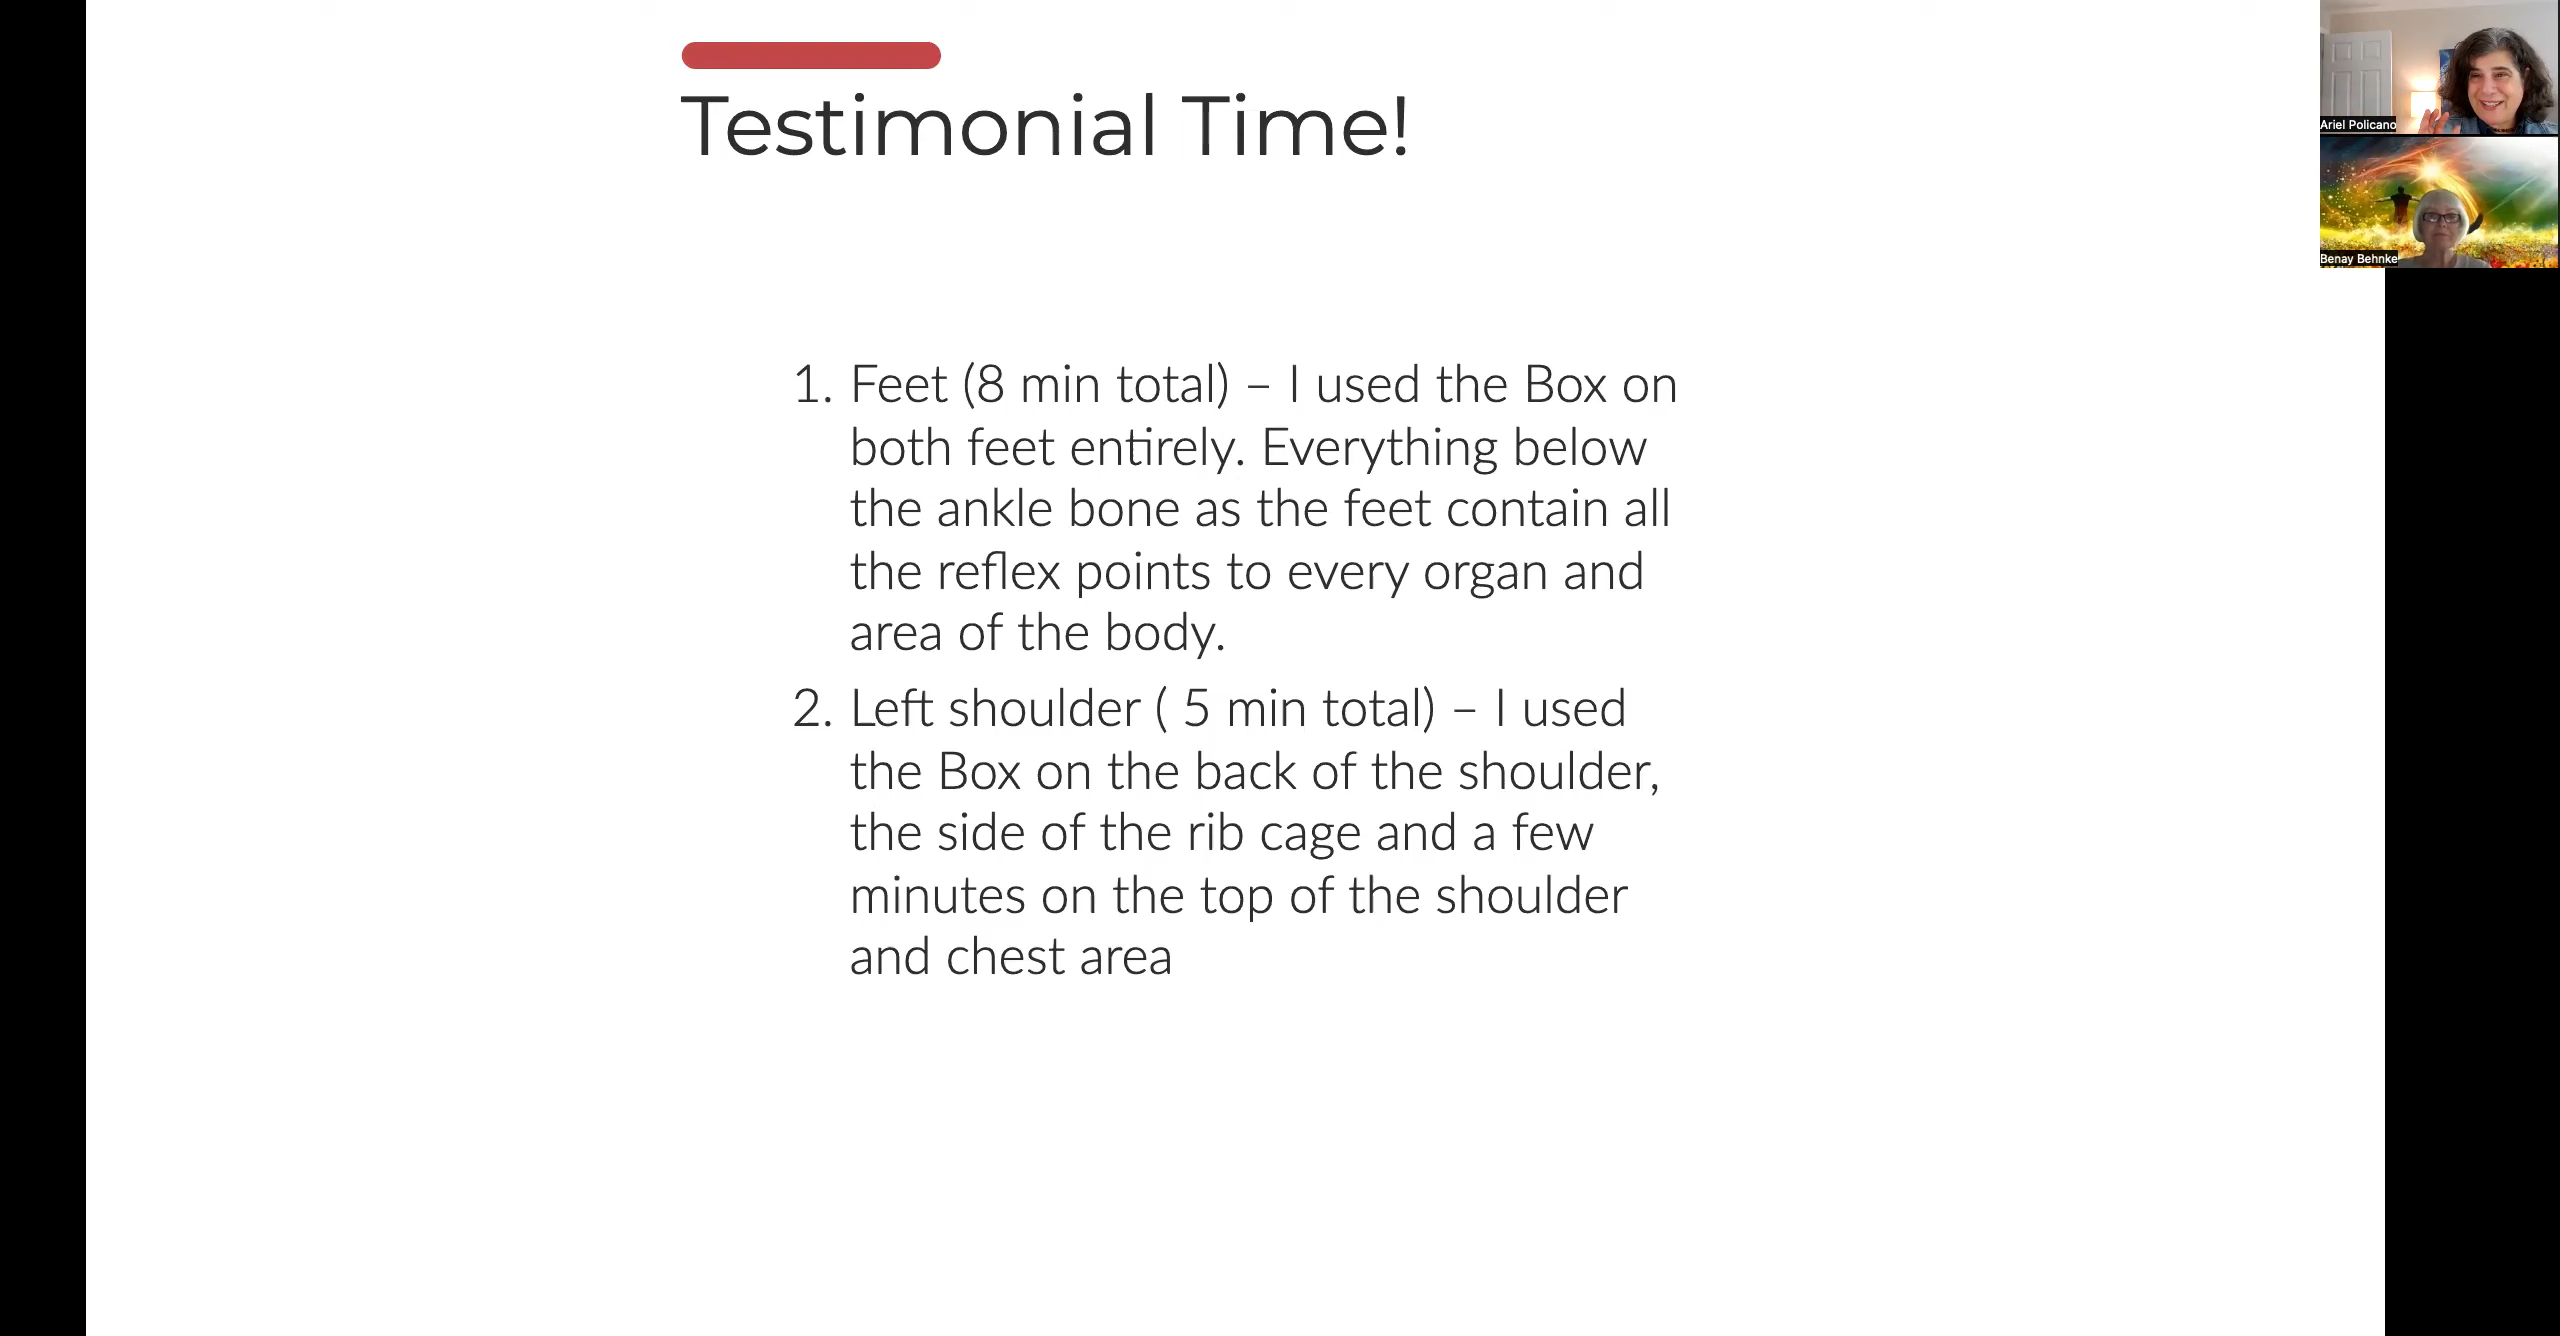 Testimonial Time!
1. Feet (8 min total) – I used the Box on
both feet entirely. Everything below
the ankle bone as the feet contain all
the reflex points to every organ and
area of the body.
2. Left shoulder ( 5 min total) – I used
the Box on the back of the shoulder,
the side of the rib cage and a few
minutes on the top of the shoulder
and chest area
Ariel Policano
Benay Behnke